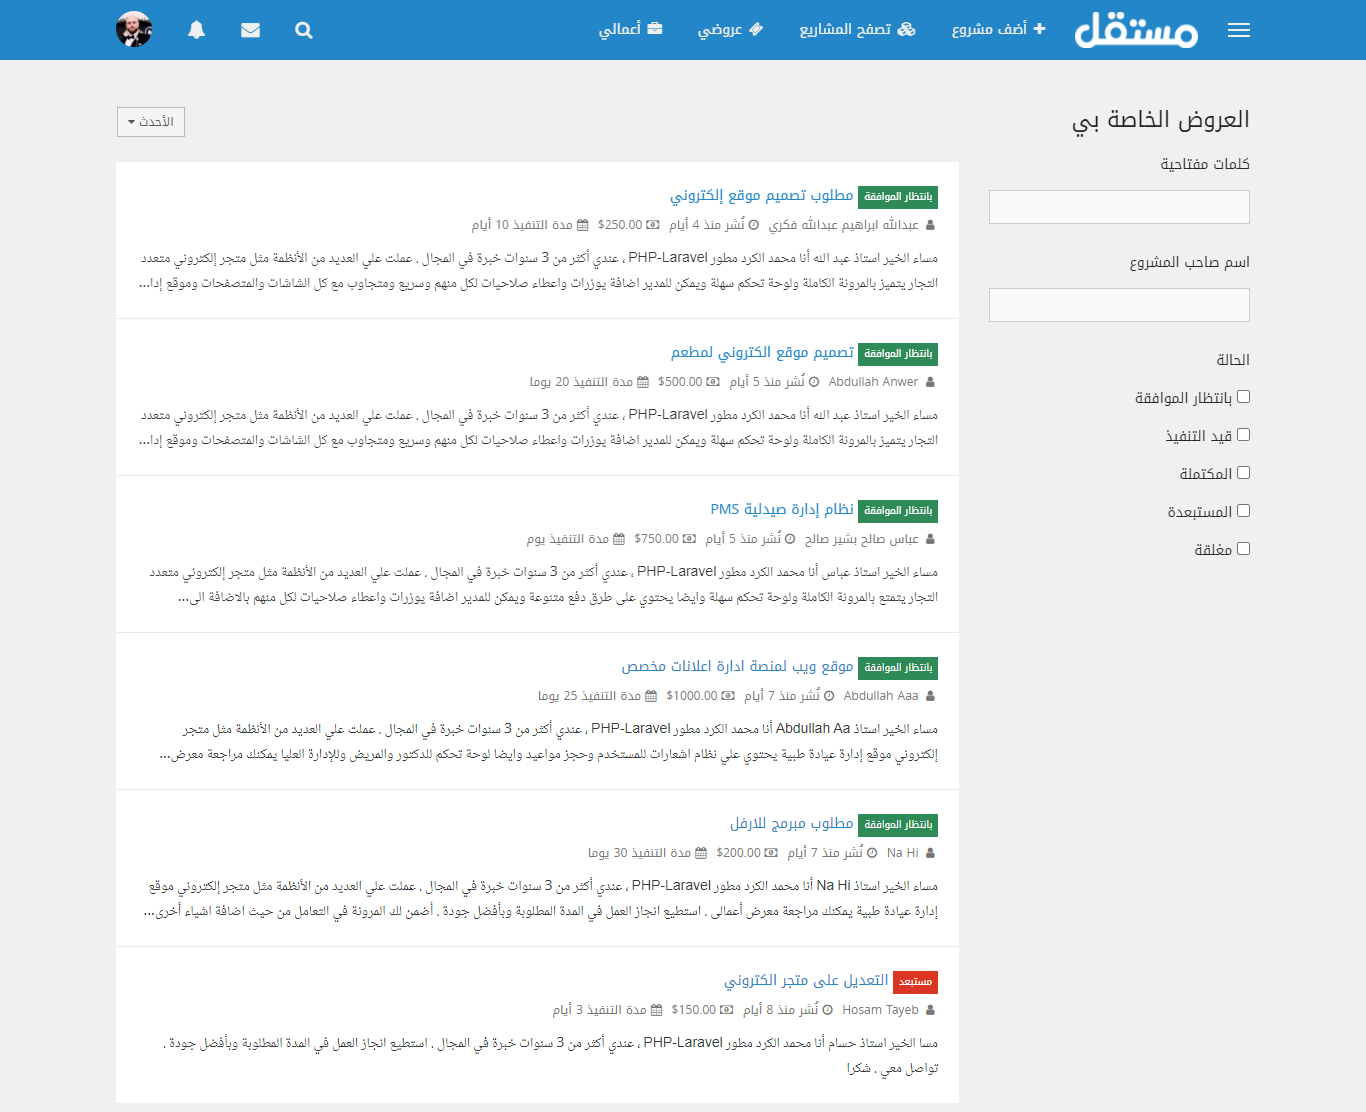 مستقل
أضف مشروع
تصفح المشاريع
عروضي
أعمالي
العروض الخاصة بي
الأحدث
كلمات مفتاحية
اسم صاحب المشروع
الحالة
بانتظار الموافقة
قيد التنفيذ
المكتملة
المستبعدة
مغلقة
بانتظار الموافقة مطلوب تصميم موقع إلكتروني
عبدالله ابراهيم عبدالله فكري نُشر منذ 4 أيام $250.00 مدة التنفيذ 10 أيام
مساء الخير استاذ عبد الله أنا محمد الكرد مطور PHP-Laravel ، عندي أكثر من 3 سنوات خبرة في المجال . عملت علي العديد من الأنظمة مثل متجر إلكتروني متعدد
التجار يتميز بالمرونة الكاملة ولوحة تحكم سهلة ويمكن للمدير اضافة يوزرات واعطاء صلاحيات لكل منهم وسريع ومتجاوب مع كل الشاشات والمتصفحات وموقع إدا...
بانتظار الموافقة تصميم موقع الكتروني لمطعم
Abdullah Anwer نُشر منذ 5 أيام $500.00 مدة التنفيذ 20 يوما
مساء الخير استاذ عبد الله أنا محمد الكرد مطور PHP-Laravel ، عندي أكثر من 3 سنوات خبرة في المجال . عملت علي العديد من الأنظمة مثل متجر إلكتروني متعدد
التجار يتميز بالمرونة الكاملة ولوحة تحكم سهلة ويمكن للمدير اضافة يوزرات واعطاء صلاحيات لكل منهم وسريع ومتجاوب مع كل الشاشات والمتصفحات وموقع إدا...
بانتظار الموافقة نظام إدارة صيدلية PMS
عباس صالح بشير صالح نُشر منذ 5 أيام $750.00 مدة التنفيذ يوم
مساء الخير استاذ عباس أنا محمد الكرد مطور PHP-Laravel ، عندي أكثر من 3 سنوات خبرة في المجال . عملت علي العديد من الأنظمة مثل متجر إلكتروني متعدد
التجار يتمتع بالمرونة الكاملة ولوحة تحكم سهلة وايضا يحتوي على طرق دفع متنوعة ويمكن للمدير اضافة يوزرات واعطاء صلاحيات لكل منهم بالاضافة الى...
بانتظار الموافقة موقع ويب لمنصة ادارة اعلانات مخصص
Abdullah Aaa نُشر منذ 7 أيام $1000.00 مدة التنفيذ 25 يوما
مساء الخير استاذ Abdullah Aa أنا محمد الكرد مطور PHP-Laravel ، عندي أكثر من 3 سنوات خبرة في المجال . عملت علي العديد من الأنظمة مثل متجر
إلكتروني موقع إدارة عيادة طبية يحتوي علي نظام اشعارات للمستخدم وحجز مواعيد وايضا لوحة تحكم للدكتور والمريض وللإدارة العليا يمكنك مراجعة معرض...
بانتظار الموافقة مطلوب مبرمج للارفل
Na Hi نُشر منذ 7 أيام $200.00 مدة التنفيذ 30 يوما
مساء الخير استاذ Na Hi أنا محمد الكرد مطور PHP-Laravel ، عندي أكثر من 3 سنوات خبرة في المجال . عملت علي العديد من الأنظمة مثل متجر إلكتروني موقع
إدارة عيادة طبية يمكنك مراجعة معرض أعمالى . استطيع انجاز العمل في المدة المطلوبة وبأفضل جودة . أضمن لك المرونة في التعامل من حيث اضافة اشياء أخرى...
مستبعد التعديل على متجر الكتروني
Hosam Tayeb نُشر منذ 8 أيام $150.00 مدة التنفيذ 3 أيام
مسا الخير استاذ حسام أنا محمد الكرد مطور PHP-Laravel ، عندي أكثر من 3 سنوات خبرة في المجال . استطيع انجاز العمل في المدة المطلوبة وبأفضل جودة .
تواصل معي . شكرا